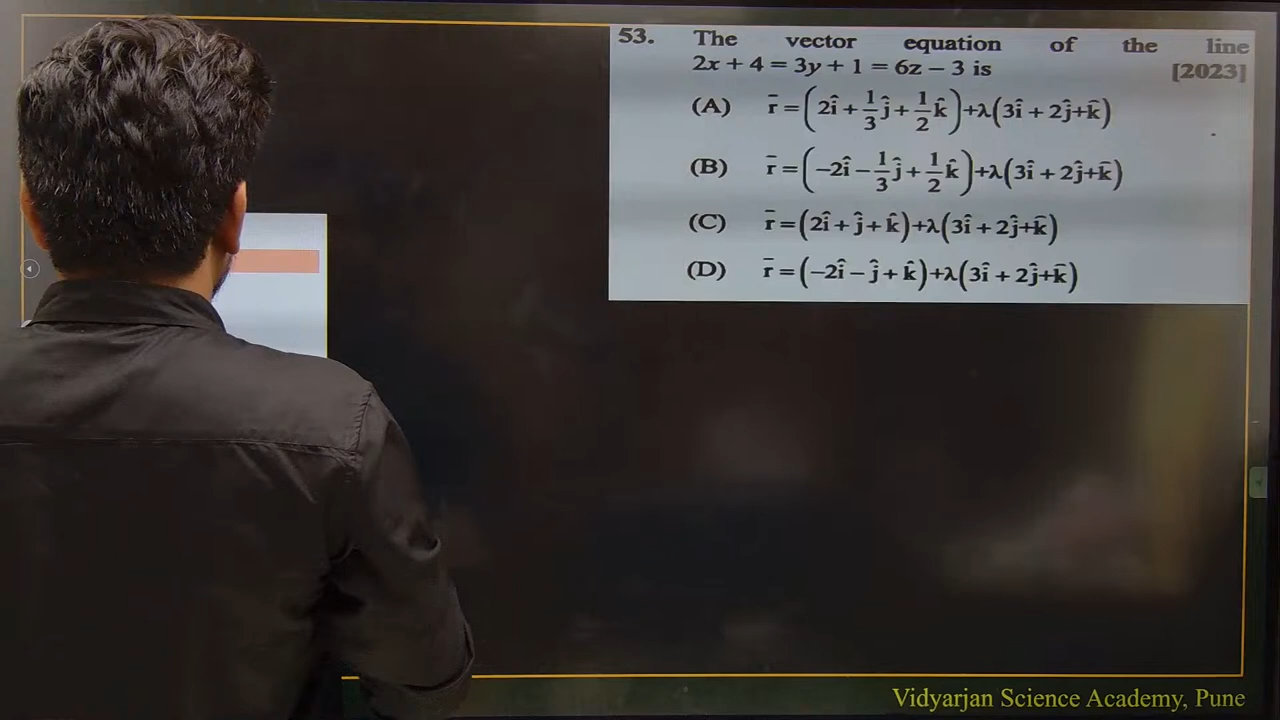 53. The vector equation of the line
2x + 4 = 3y + 1 = 6z – 3 is [2023]
(A) r̄ = (2î + 1/3 ĵ + 1/2 k̂) + λ(3î + 2ĵ + k̄)
(B) r̄ = (–2î – 1/3 ĵ + 1/2 k̂) + λ(3î + 2ĵ + k̄)
(C) r̄ = (2î + ĵ + k̂) + λ(3î + 2ĵ + k̄)
(D) r̄ = (–2î – ĵ + k̂) + λ(3î + 2ĵ + k̄)
Vidyarjan Science Academy, Pune